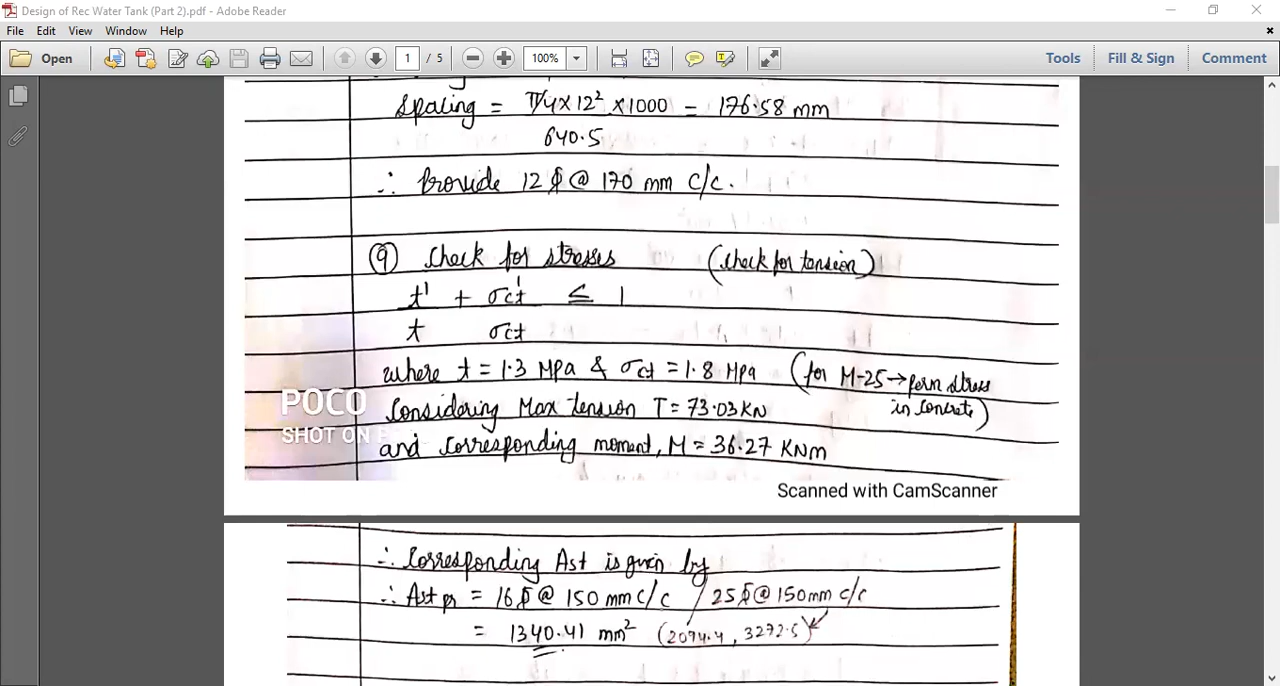 Design of Rec Water Tank (Part 2).pdf - Adobe Reader
File Edit View Window Help
Open 1 / 5 100% Tools Fill & Sign Comment
Spacing = π/4 × 12² × 1000 = 176.58 mm
640.5
∴ Provide 12 ϕ @ 170 mm c/c.
⑨ Check for stresses (Check for tension)
t' + σct' ≤ 1
t σct
where t = 1.3 MPa & σct = 1.8 MPa (for M-25 → perm stress
in concrete)
Considering Max tension T = 73.03 KN
and corresponding moment, M = 36.27 KNm
POCO
SHOT ON
Scanned with CamScanner
∴ Corresponding Ast is given by
∴ Ast pr = 16 ϕ @ 150 mm c/c / 25 ϕ @ 150 mm c/c
= 1340.41 mm² (2094.4, 3272.5)